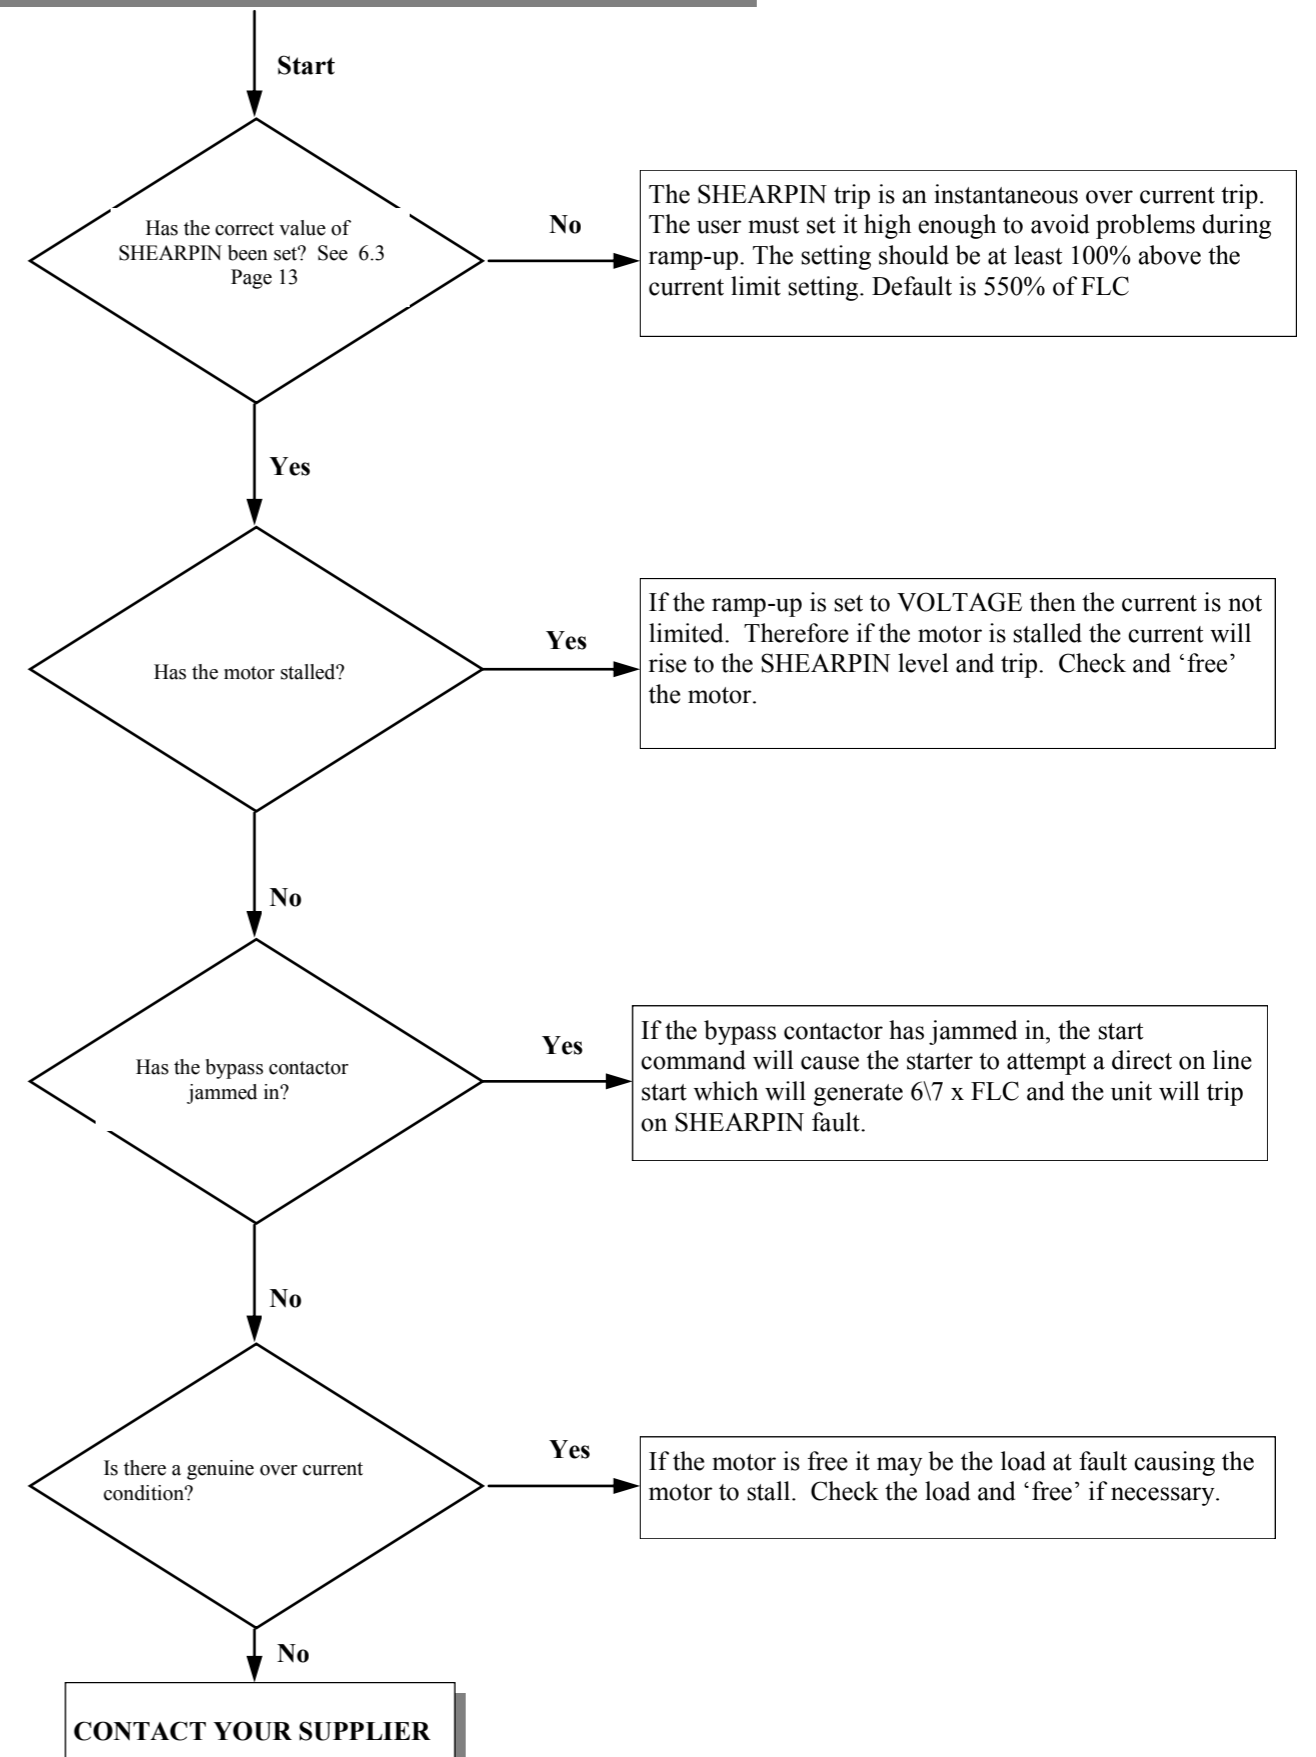 Start
Has the correct value of
SHEARPIN been set?  See  6.3
Page 13
No
The SHEARPIN trip is an instantaneous over current trip.
The user must set it high enough to avoid problems during
ramp-up. The setting should be at least 100% above the
current limit setting. Default is 550% of FLC
Yes
Has the motor stalled?
Yes
If the ramp-up is set to VOLTAGE then the current is not
limited.  Therefore if the motor is stalled the current will
rise to the SHEARPIN level and trip.  Check and ‘free’
the motor.
No
Has the bypass contactor
jammed in?
Yes
If the bypass contactor has jammed in, the start
command will cause the starter to attempt a direct on line
start which will generate 6\7 x FLC and the unit will trip
on SHEARPIN fault.
No
Is there a genuine over current
condition?
Yes
If the motor is free it may be the load at fault causing the
motor to stall.  Check the load and ‘free’ if necessary.
No
CONTACT YOUR SUPPLIER